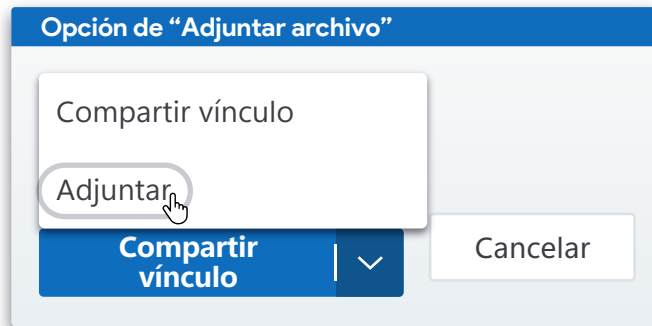 Opción de “Adjuntar archivo”
Compartir vínculo
Adjuntar
Compartir
vínculo
Cancelar